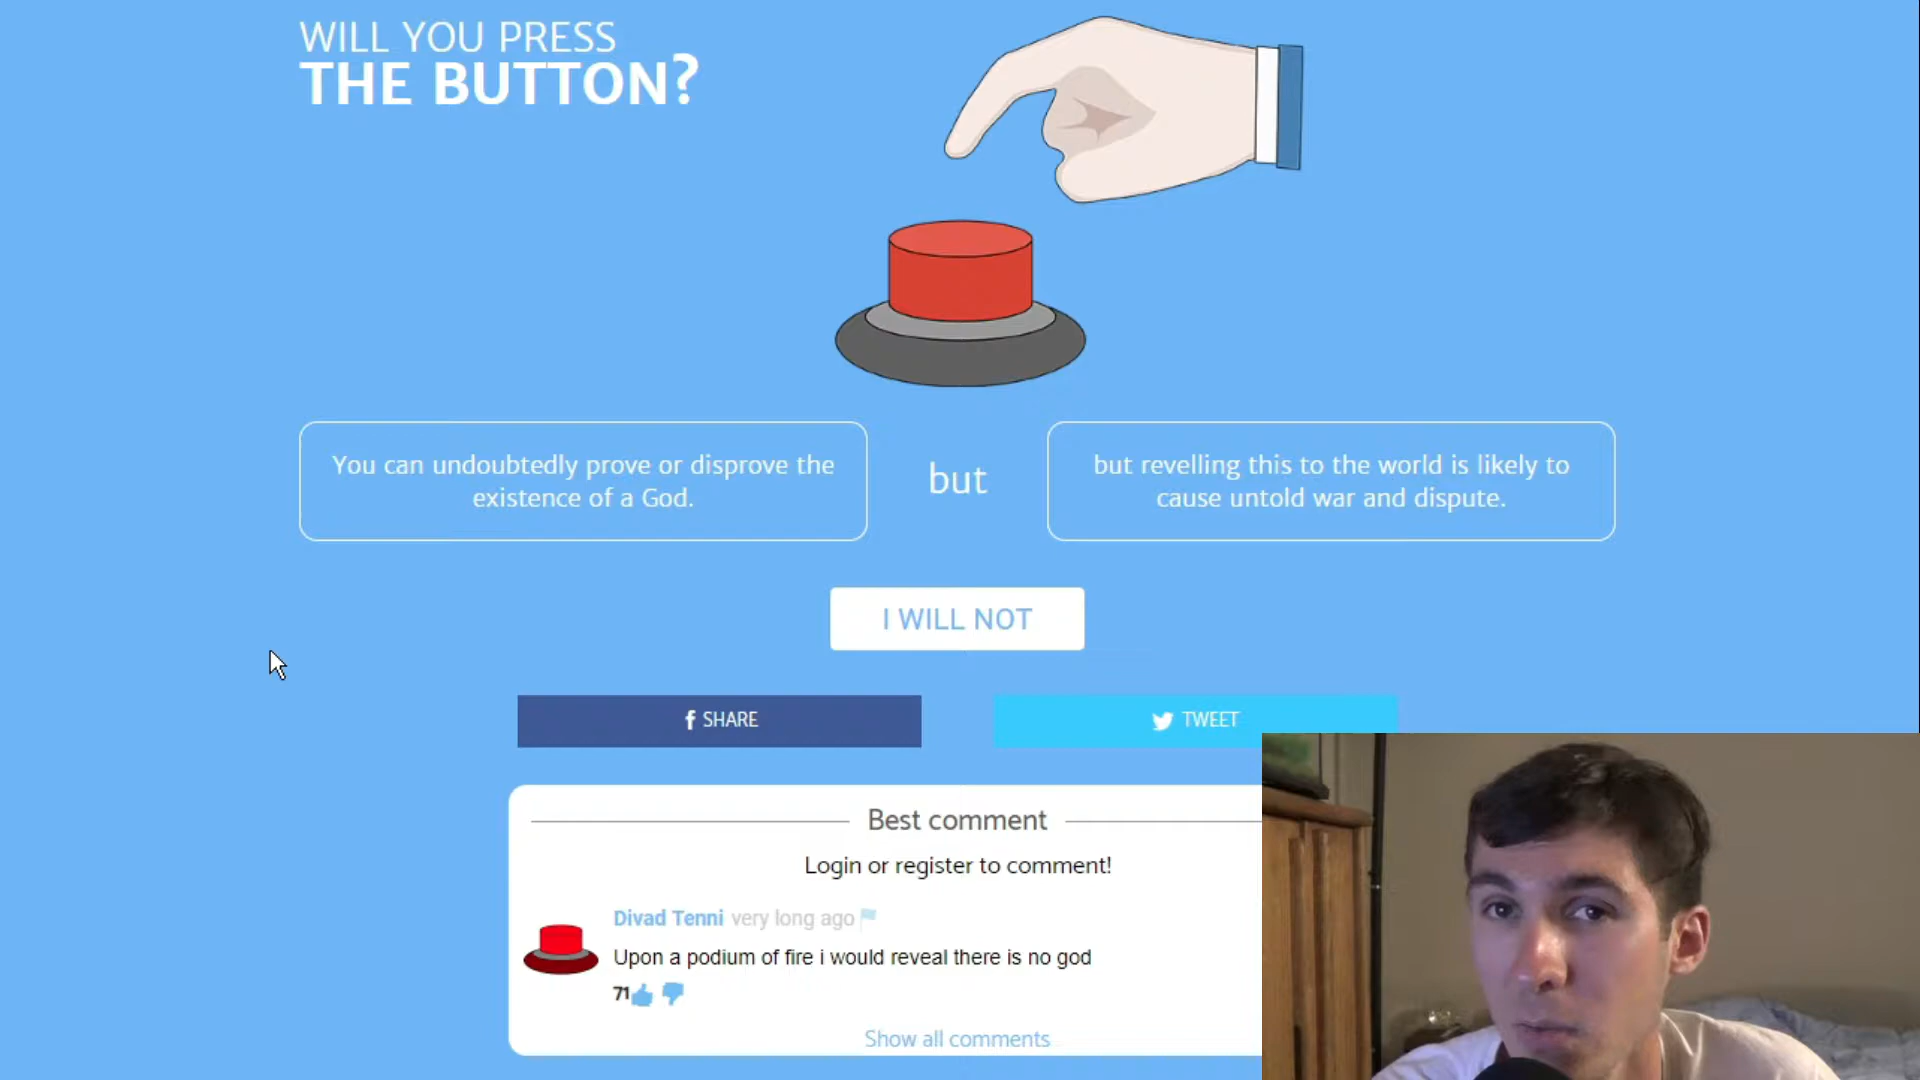 WILL YOU PRESS
THE BUTTON?
You can undoubtedly prove or disprove the
existence of a God.
but
but revelling this to the world is likely to
cause untold war and dispute.
I WILL NOT
f SHARE
TWEET
Best comment
Login or register to comment!
Divad Tenni very long ago
Upon a podium of fire i would reveal there is no god
71
Show all comments